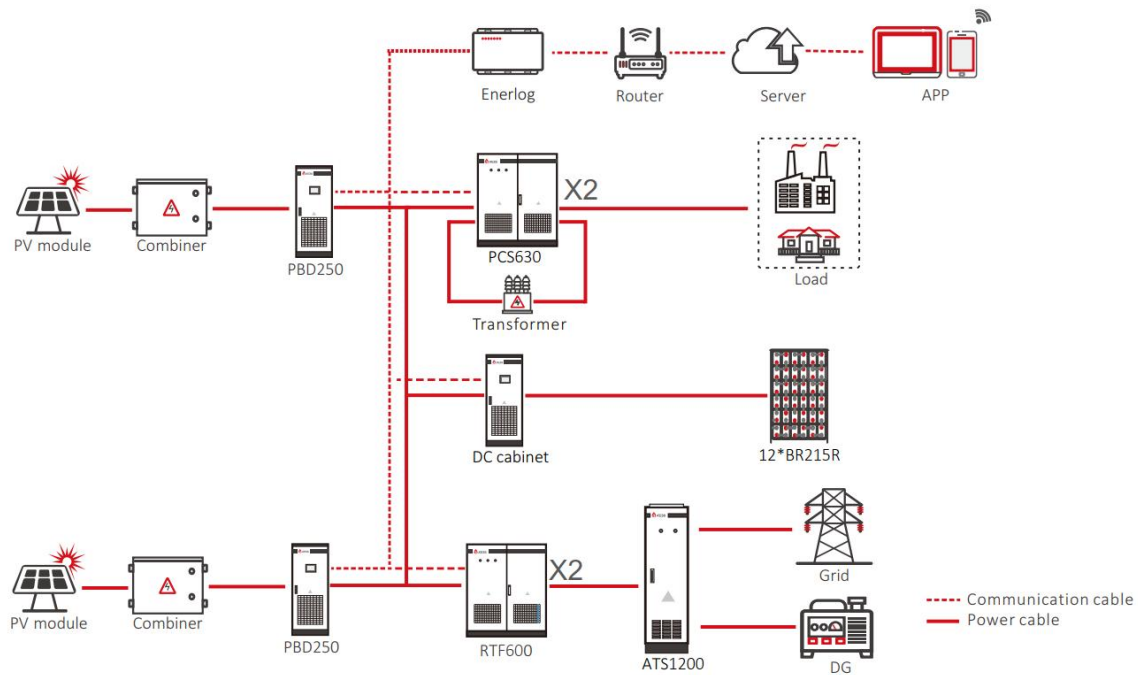 Enerlog
Router
Server
APP
X2
PV module
Combiner
PBD250
PCS630
Load
Transformer
DC cabinet
12*BR215R
X2
Grid
PV module
Combiner
PBD250
RTF600
ATS1200
DG
Communication cable
Power cable